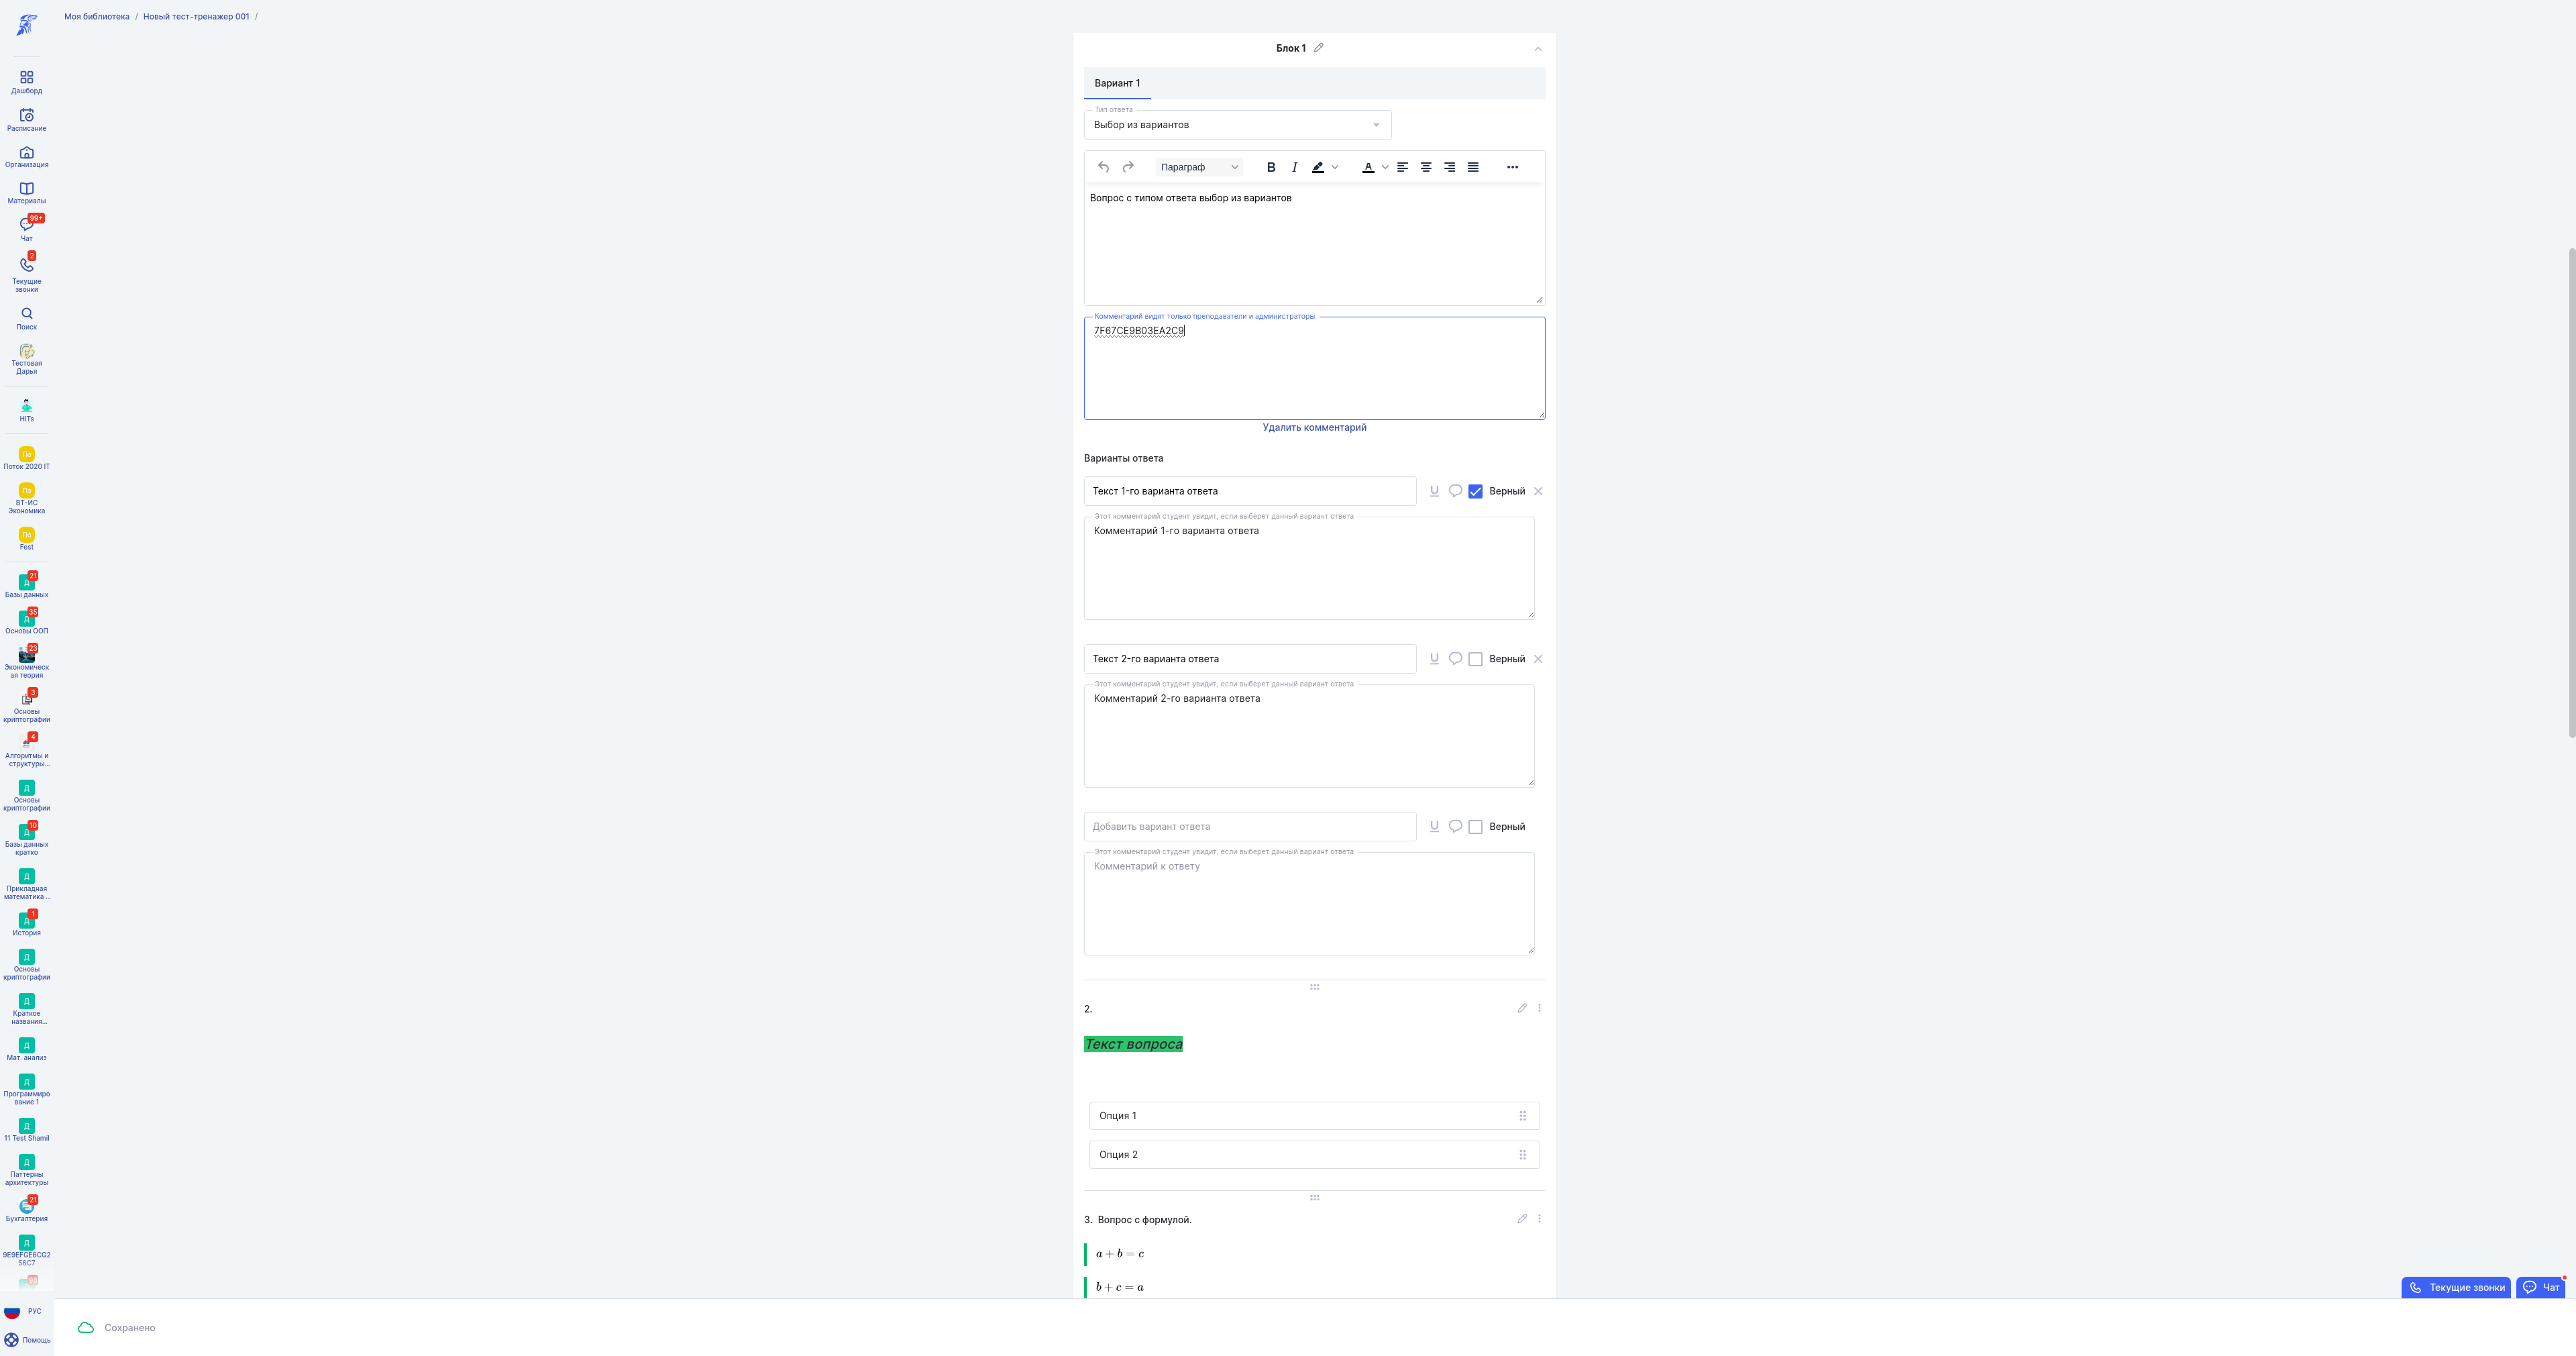 Моя библиотека / Новый тест-тренажер 001 /
Дашборд
Расписание
Организация
Материалы
99+
Чат
2
Текущие
звонки
Поиск
Тестовая
Дарья
HITs
По
Поток 2020 IT
По
ВТ-ИС
Экономика
По
Fest
Д 21
Базы данных
Д 35
Основы ООП
23
Экономическ
ая теория
3
Основы
криптографии
4
Алгоритмы и
структуры...
Д
Основы
криптографии
Д 10
Базы данных
кратко
Д
Прикладная
математика ...
Д 1
История
Д
Основы
криптографии
Д
Краткое
названия...
Д
Мат. анализ
Д
Программиро
вание 1
Д
11 Test Shamil
Д
Паттерны
архитектуры
21
Бухгалтерия
Д
9E9EFGE6CG2
56C7
98
РУС
Помощь
Блок 1
Вариант 1
Тип ответа
Выбор из вариантов
Параграф B I A
Вопрос с типом ответа выбор из вариантов
Комментарий видят только преподаватели и администраторы
7F67CE9B03EA2C9
Удалить комментарий
Варианты ответа
Текст 1-го варианта ответа U Верный
Этот комментарий студент увидит, если выберет данный вариант ответа
Комментарий 1-го варианта ответа
Текст 2-го варианта ответа U Верный
Этот комментарий студент увидит, если выберет данный вариант ответа
Комментарий 2-го варианта ответа
Добавить вариант ответа U Верный
Этот комментарий студент увидит, если выберет данный вариант ответа
Комментарий к ответу
2.
Текст вопроса
Опция 1
Опция 2
3. Вопрос с формулой.
a + b = c
b + c = a
Текущие звонки
Чат
Сохранено